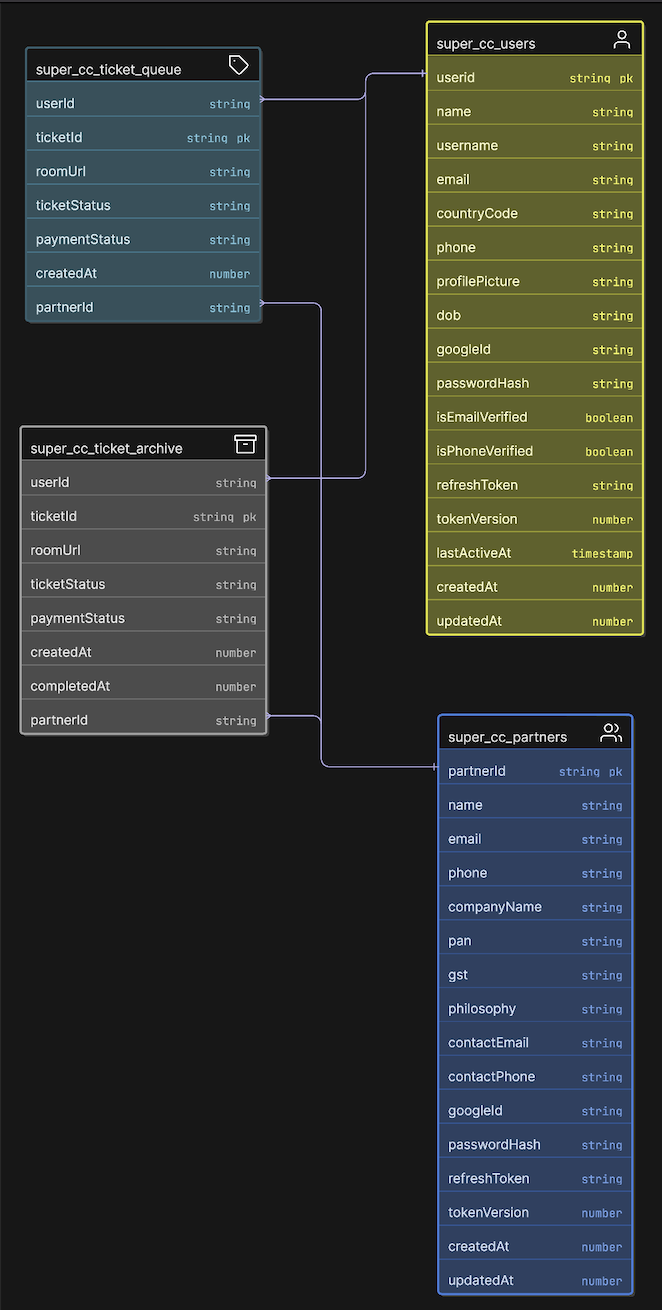 super_cc_ticket_queue
userId string
ticketId string pk
roomUrl string
ticketStatus string
paymentStatus string
createdAt number
partnerId string
super_cc_ticket_archive
userId string
ticketId string pk
roomUrl string
ticketStatus string
paymentStatus string
createdAt number
completedAt number
partnerId string
super_cc_users
userid string pk
name string
username string
email string
countryCode string
phone string
profilePicture string
dob string
googleId string
passwordHash string
isEmailVerified boolean
isPhoneVerified boolean
refreshToken string
tokenVersion number
lastActiveAt timestamp
createdAt number
updatedAt number
super_cc_partners
partnerId string pk
name string
email string
phone string
companyName string
pan string
gst string
philosophy string
contactEmail string
contactPhone string
googleId string
passwordHash string
refreshToken string
tokenVersion number
createdAt number
updatedAt number